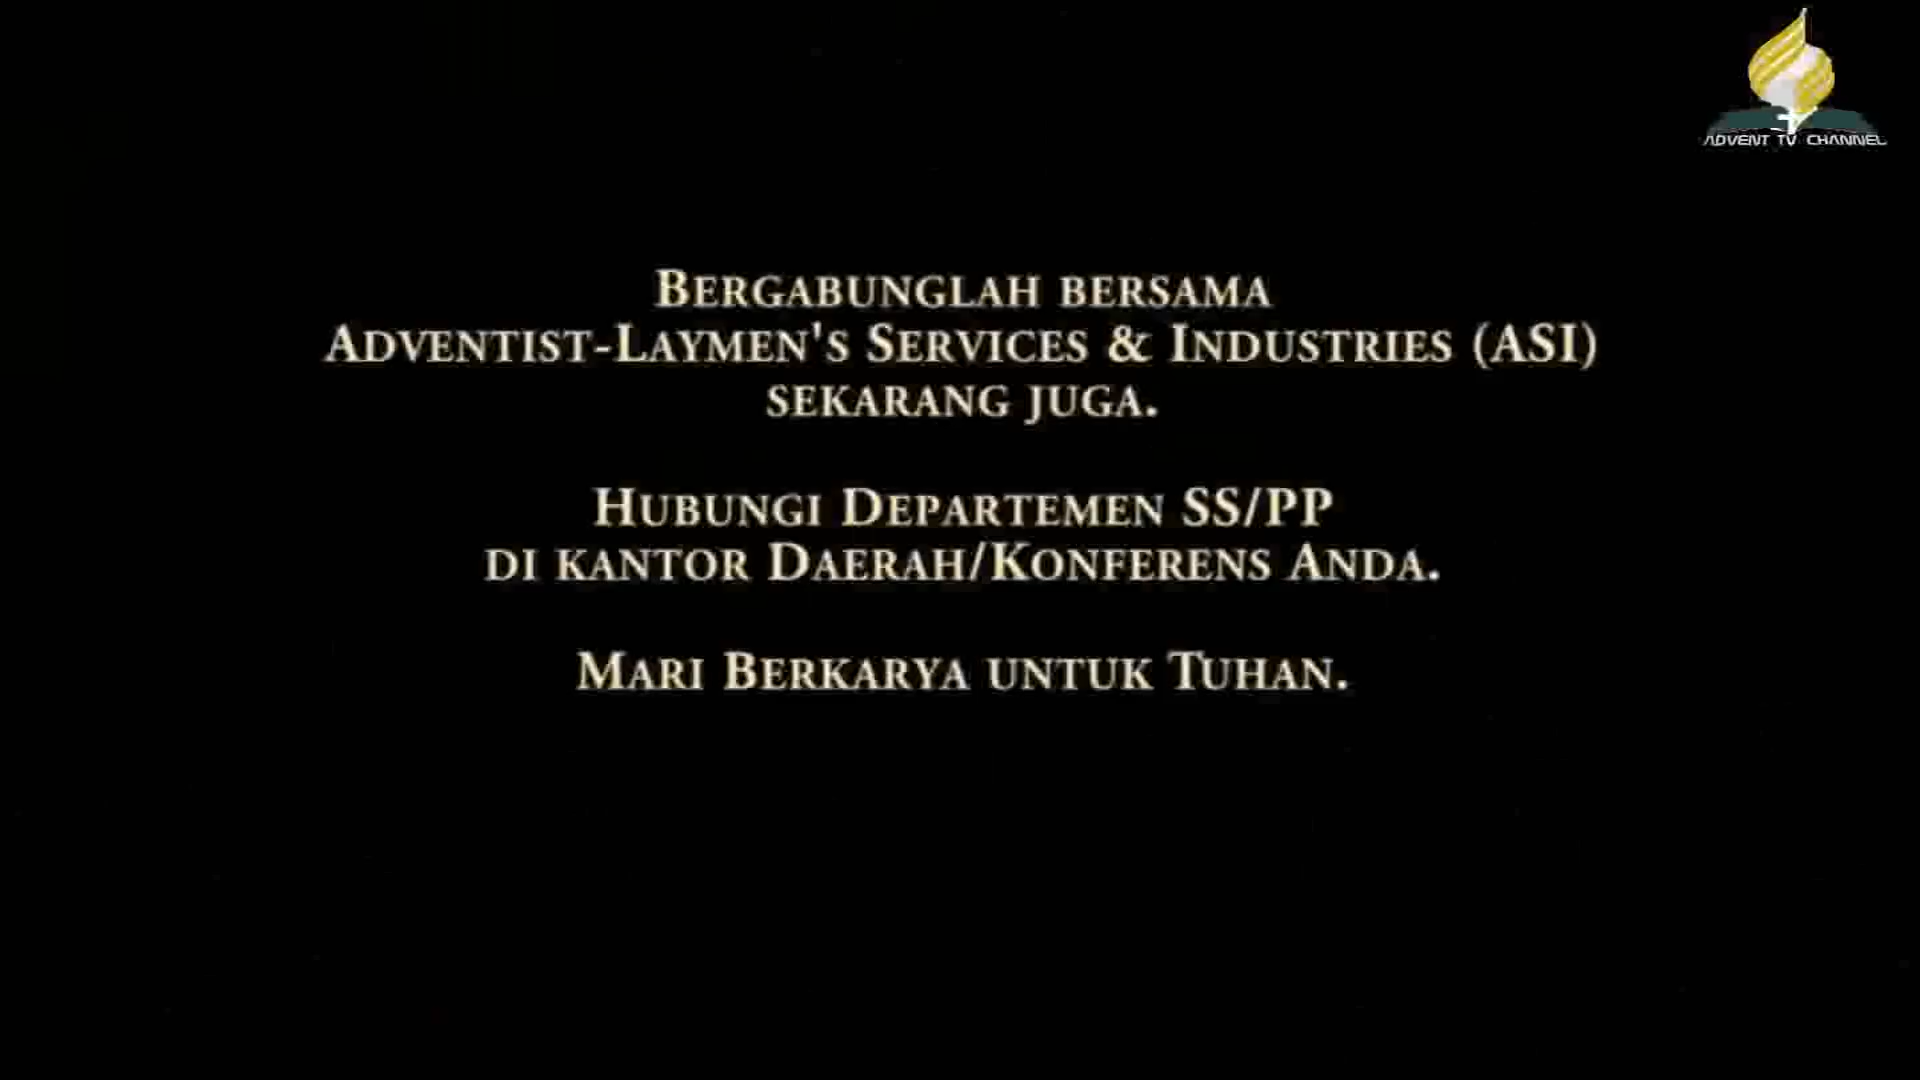 ADVENT TV CHANNEL
BERGABUNGLAH BERSAMA
ADVENTIST-LAYMEN'S SERVICES & INDUSTRIES (ASI)
SEKARANG JUGA.
HUBUNGI DEPARTEMEN SS/PP
DI KANTOR DAERAH/KONFERENS ANDA.
MARI BERKARYA UNTUK TUHAN.